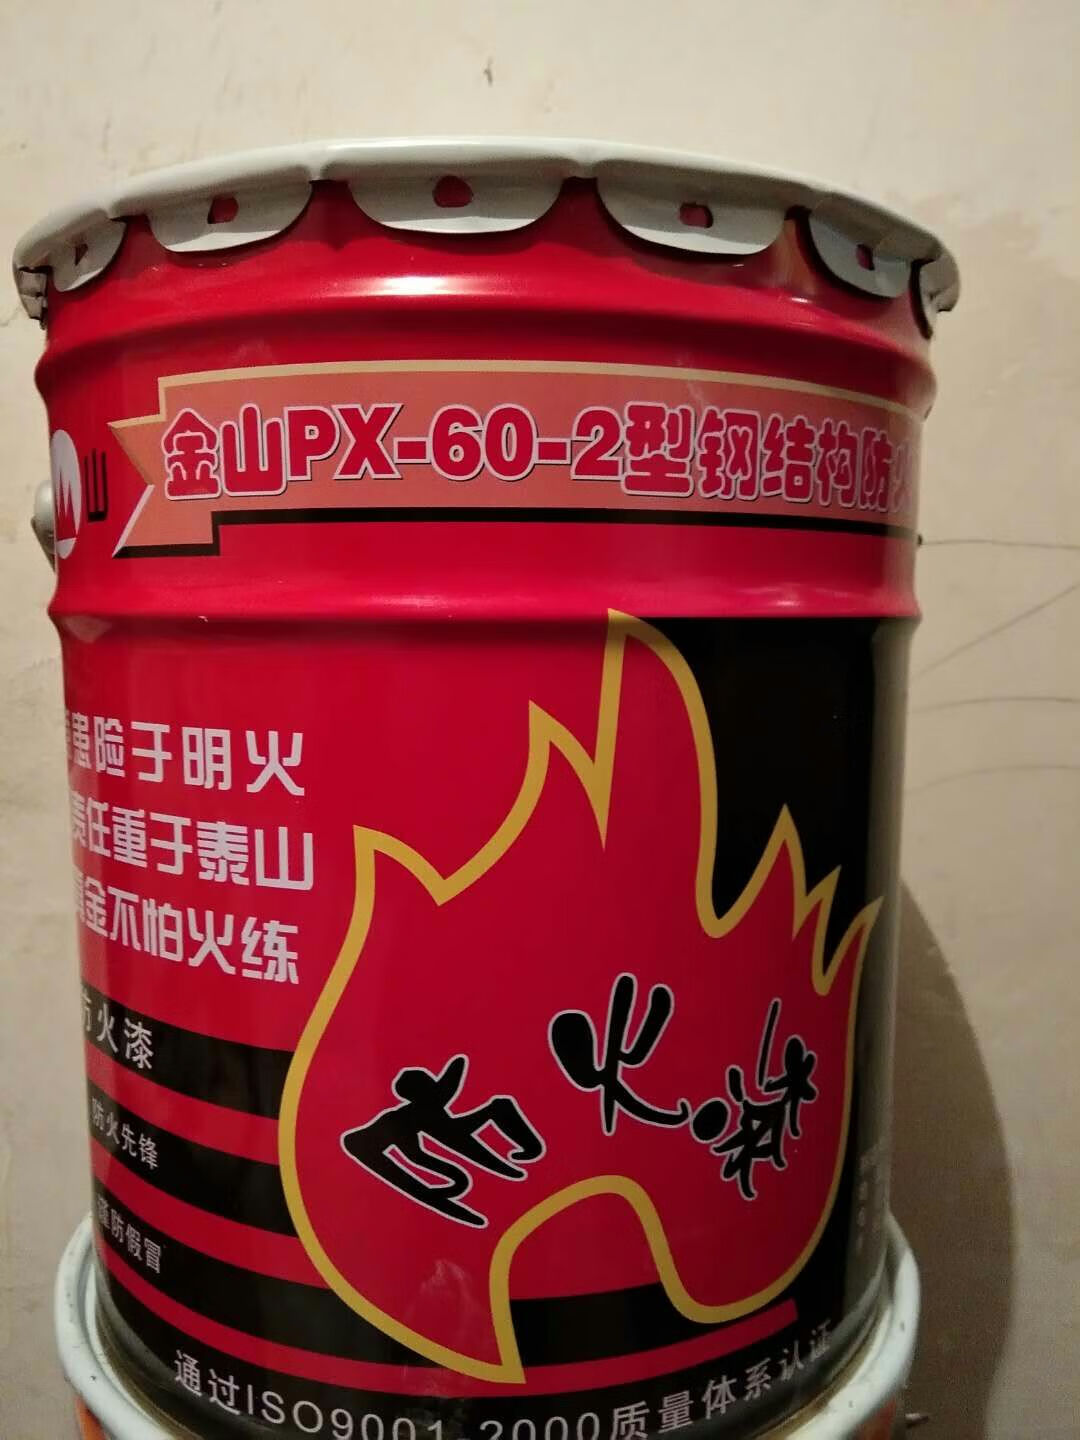 山
金山PX-60-2型钢结构防火
患险于明火
责任重于泰山
真金不怕火练
防火漆
防火先锋
谨防假冒
防火漆
通过ISO9001-2000质量体系认证